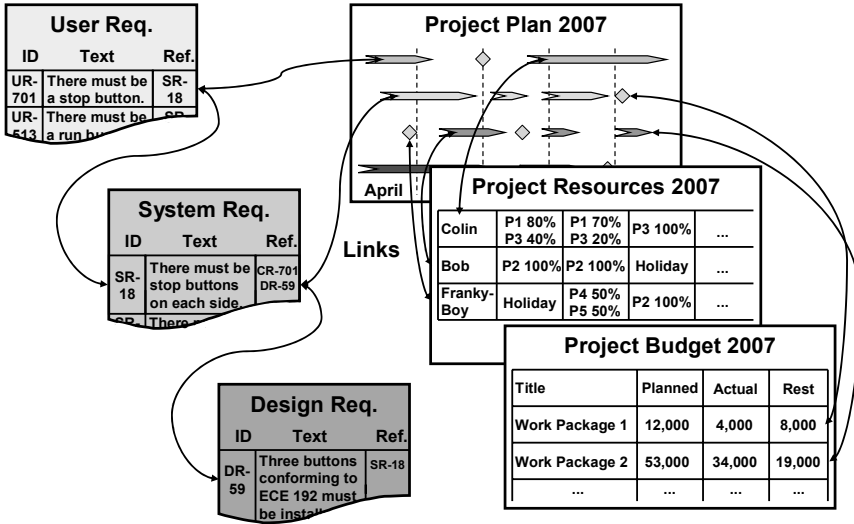 User Req.
ID Text Ref.
UR-
701
There must be
a stop button.
SR-
18
UR-
513
There must be
a run
System Req.
ID Text Ref.
SR-
18
There must be
stop buttons
on each side.
CR-701
DR-59
There
Design Req.
ID Text Ref.
DR-
59
Three buttons
conforming to
ECE 192 must
be
SR-18
Links
Project Plan 2007
April
Project Resources 2007
Colin
P1 80%
P3 40%
P1 70%
P3 20%
P3 100%
...
Bob
P2 100%
P2 100%
Holiday
...
Franky-
Boy
Holiday
P4 50%
P5 50%
P2 100%
...
Project Budget 2007
Title Planned Actual Rest
Work Package 1 12,000 4,000 8,000
Work Package 2 53,000 34,000 19,000
... ... ... ...